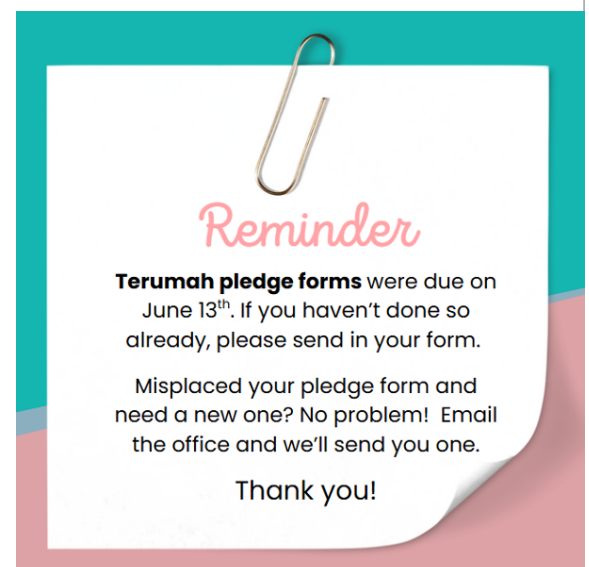 Reminder
Terumah pledge forms were due on
June 13th. If you haven’t done so
already, please send in your form.
Misplaced your pledge form and
need a new one? No problem!  Email
the office and we’ll send you one.
Thank you!